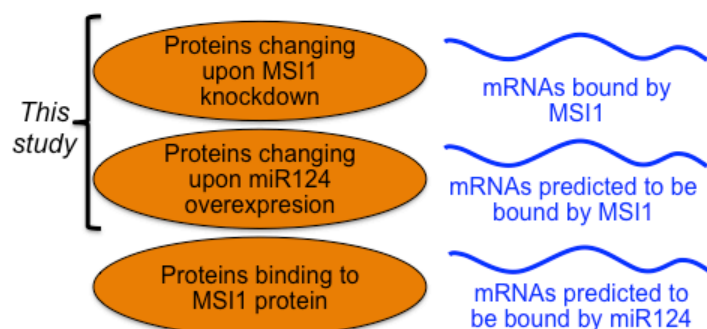 This
study
Proteins changing
upon MSI1
knockdown
mRNAs bound by
MSI1
Proteins changing
upon miR124
overexpresion
mRNAs predicted to be
bound by MSI1
Proteins binding to
MSI1 protein
mRNAs predicted to
be bound by miR124